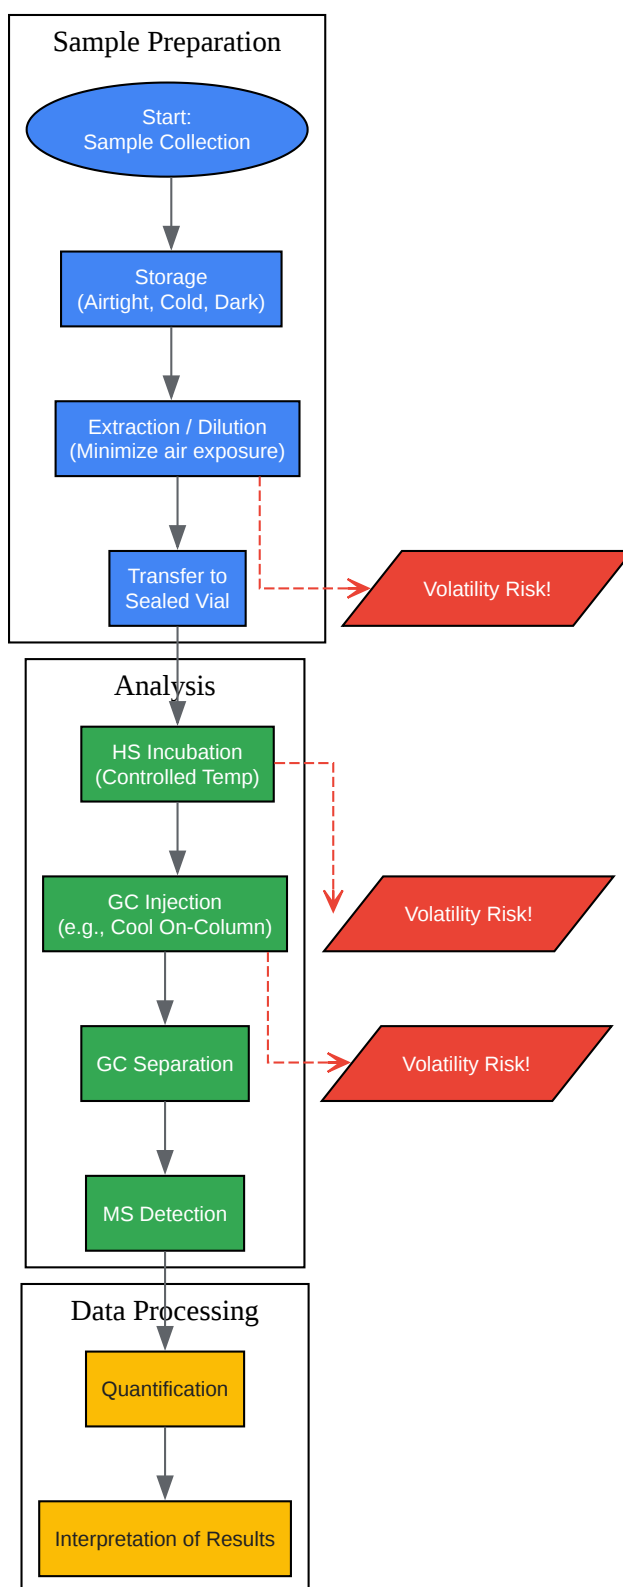 Sample Preparation
Start:
Sample Collection
Storage
(Airtight, Cold, Dark)
Extraction / Dilution
(Minimize air exposure)
Transfer to
Sealed Vial
Volatility Risk!
Analysis
HS Incubation
(Controlled Temp)
GC Injection
(e.g., Cool On-Column)
Volatility Risk!
GC Separation
Volatility Risk!
MS Detection
Data Processing
Quantification
Interpretation of Results